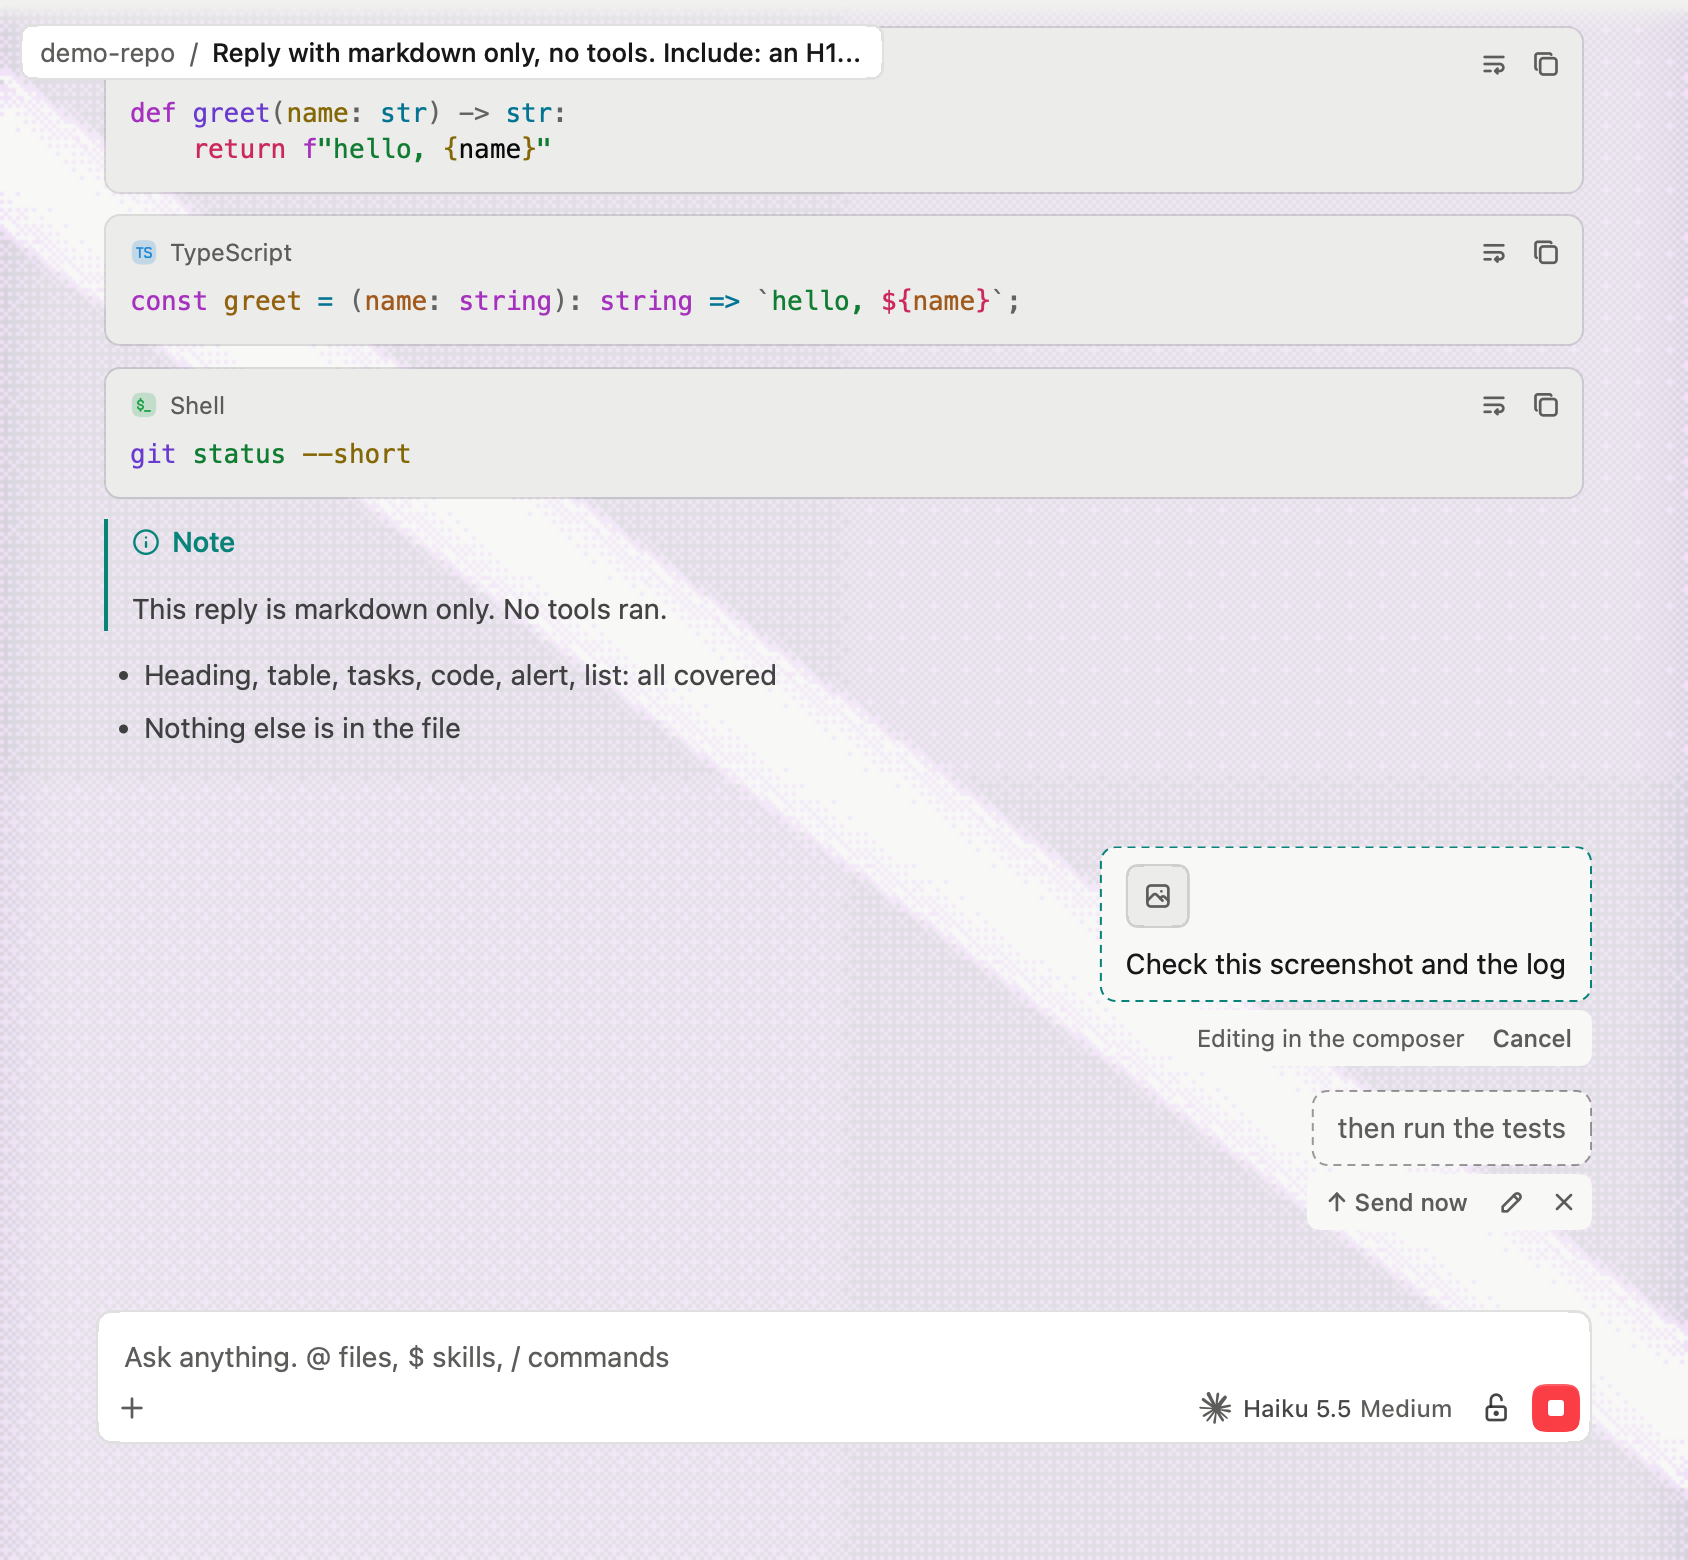 demo-repo / Reply with markdown only, no tools. Include: an H1...
def greet(name: str) -> str:
    return f"hello, {name}"
TS TypeScript
const greet = (name: string): string => `hello, ${name}`;
$_ Shell
git status --short
Note
This reply is markdown only. No tools ran.
• Heading, table, tasks, code, alert, list: all covered
• Nothing else is in the file
Check this screenshot and the log
Editing in the composer Cancel
then run the tests
Send now
Ask anything. @ files, $ skills, / commands
Haiku 5.5 Medium